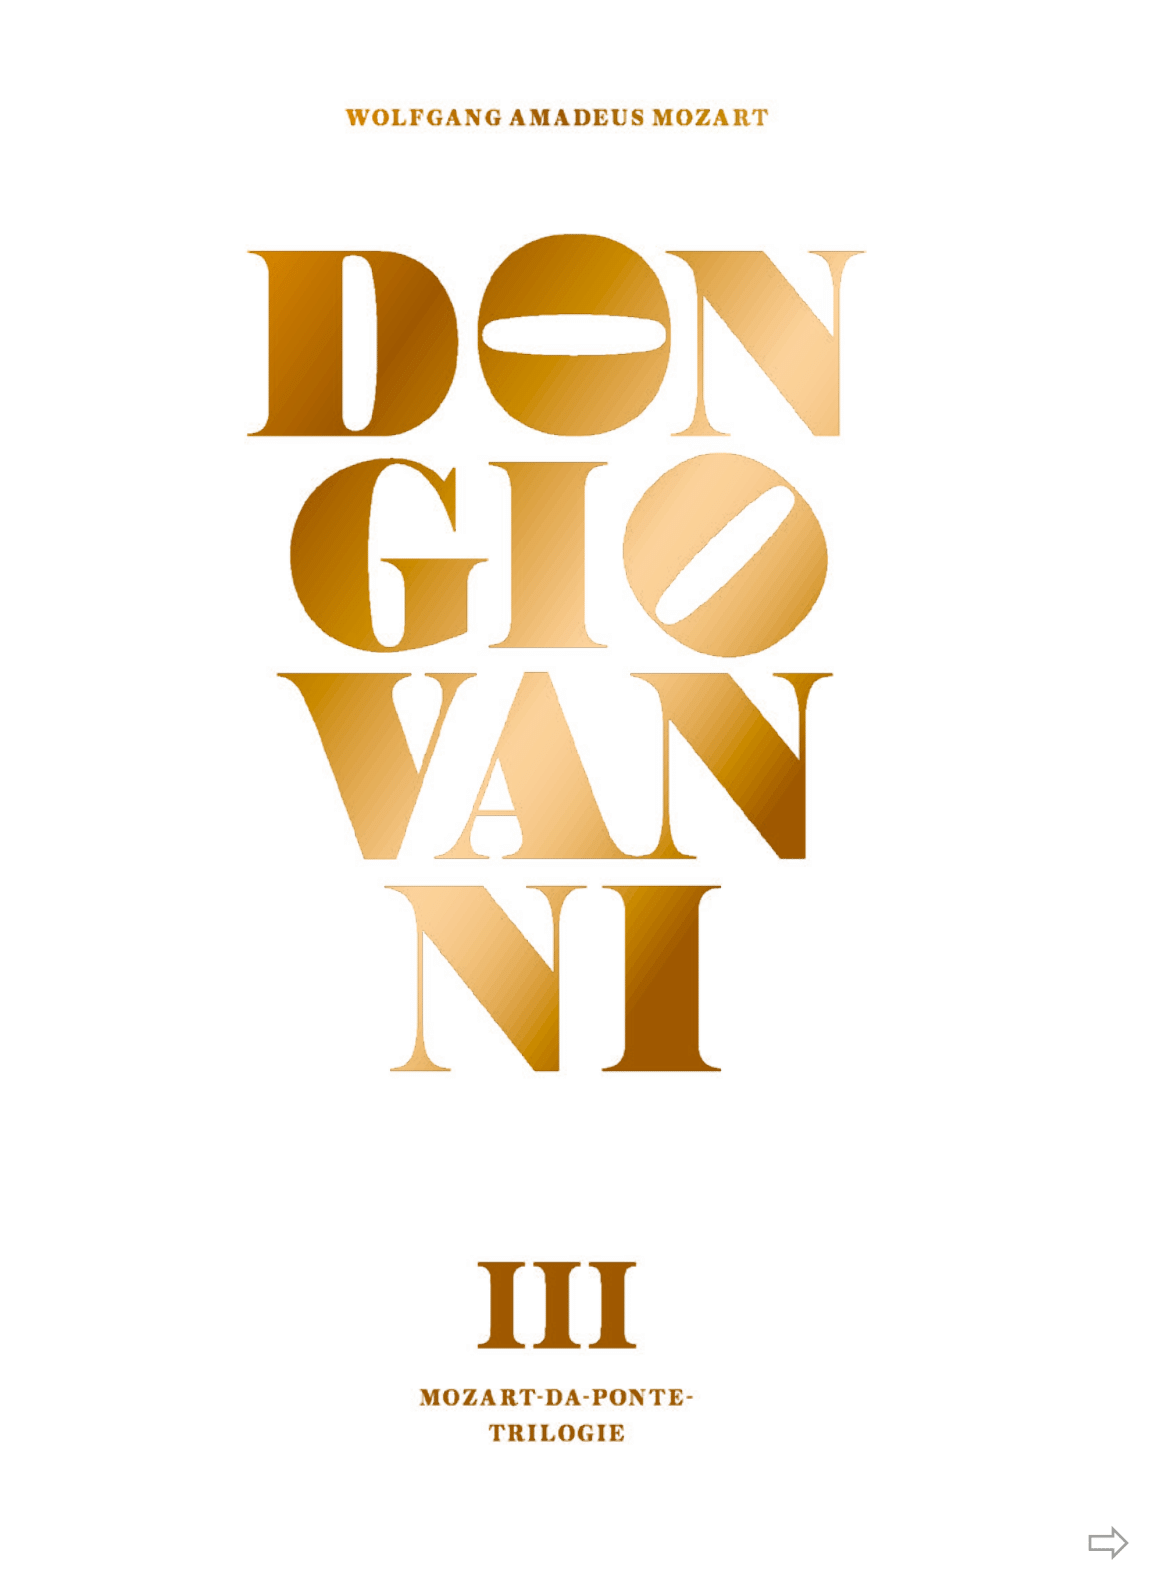 WOLFGANG AMADEUS MOZART
DON
GIO
VAN
NI
III
MOZART-DA-PONTE-
TRILOGIE